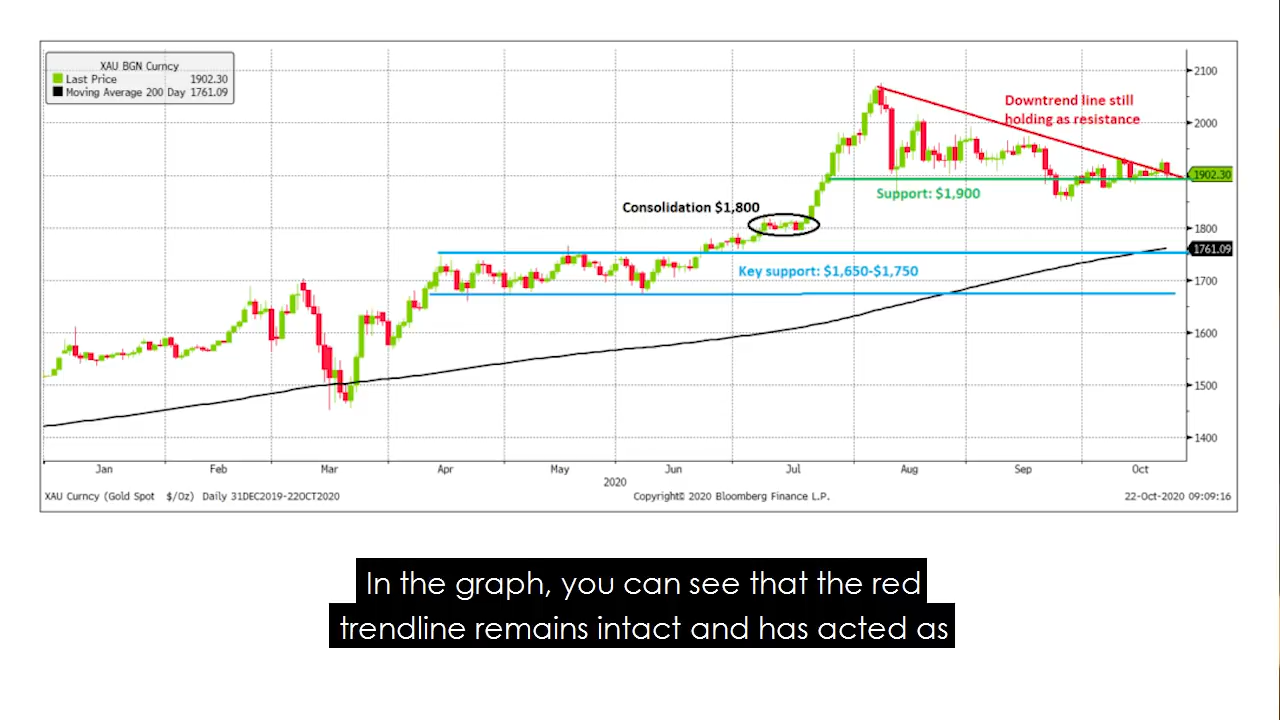 XAU BGN Curncy
Last Price 1902.30
Moving Average 200 Day 1761.09
2100
Downtrend line still
holding as resistance
2000
1902.30
Support: $1,900
Consolidation $1,800
1800
1761.09
Key support: $1,650-$1,750
1700
1600
1500
1400
Jan Feb Mar Apr May Jun Jul Aug Sep Oct
2020
XAU Curncy (Gold Spot $/Oz) Daily 31DEC2019-22OCT2020 Copyright© 2020 Bloomberg Finance L.P. 22-Oct-2020 09:09:16
In the graph, you can see that the red
trendline remains intact and has acted as